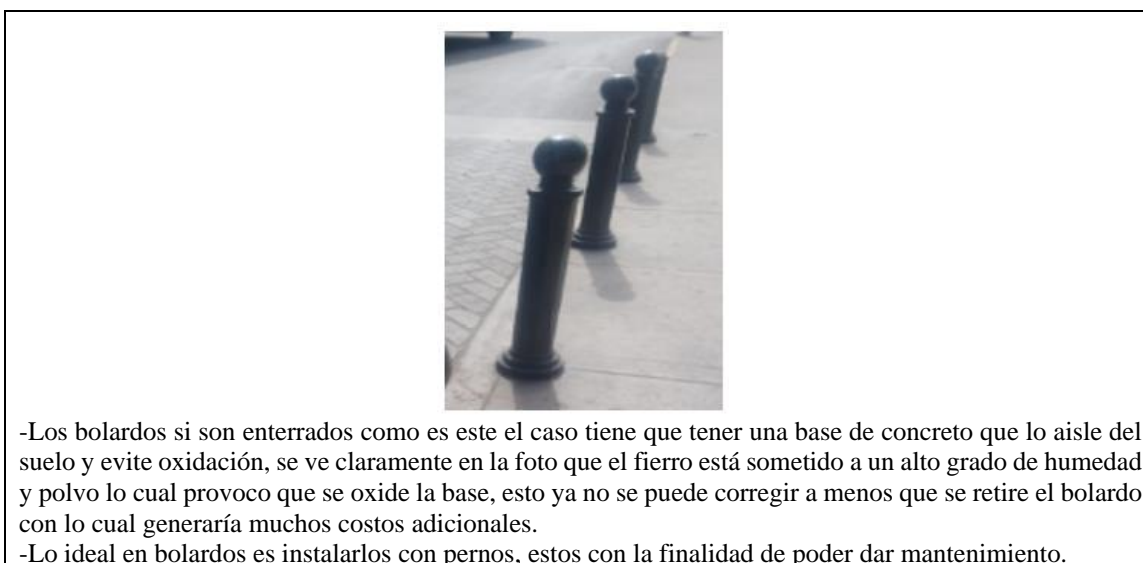 -Los bolardos si son enterrados como es este el caso tiene que tener una base de concreto que lo aisle del
suelo y evite oxidación, se ve claramente en la foto que el fierro está sometido a un alto grado de humedad
y polvo lo cual provoco que se oxide la base, esto ya no se puede corregir a menos que se retire el bolardo
con lo cual generaría muchos costos adicionales.
-Lo ideal en bolardos es instalarlos con pernos, estos con la finalidad de poder dar mantenimiento.